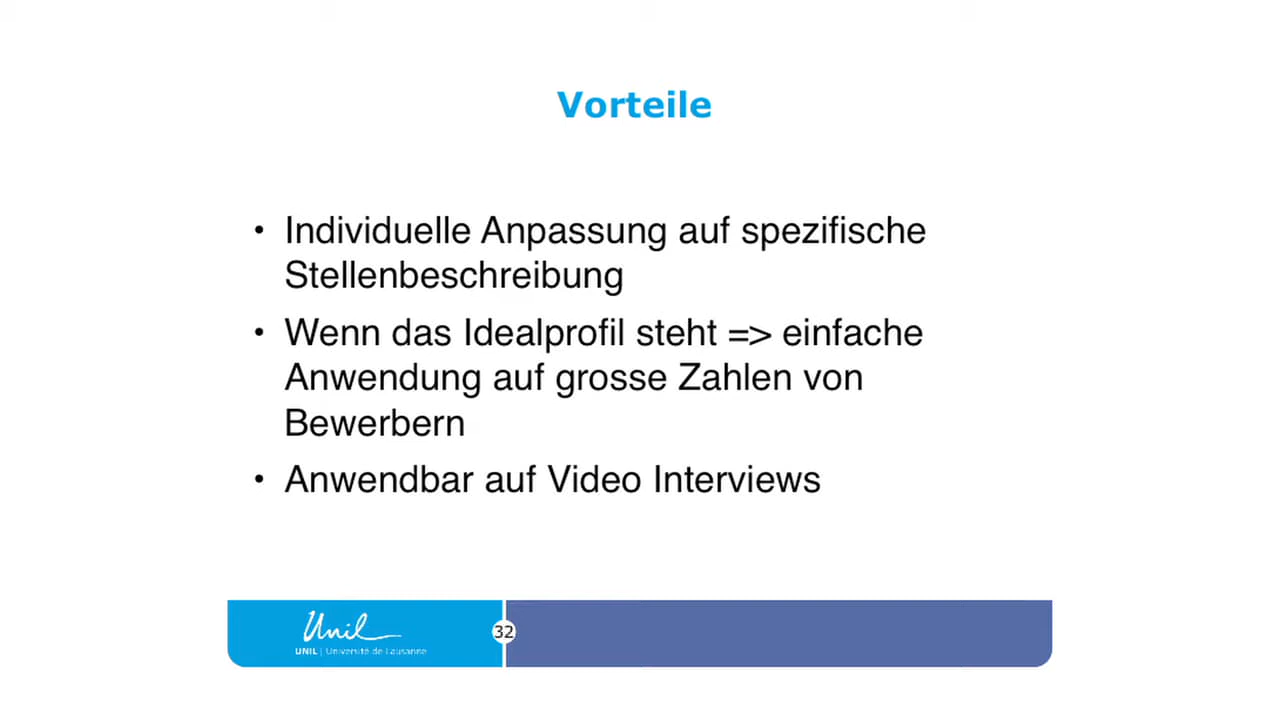 Vorteile
• Individuelle Anpassung auf spezifische
Stellenbeschreibung
• Wenn das Idealprofil steht => einfache
Anwendung auf grosse Zahlen von
Bewerbern
• Anwendbar auf Video Interviews
Unil
UNIL | Université de Lausanne
32